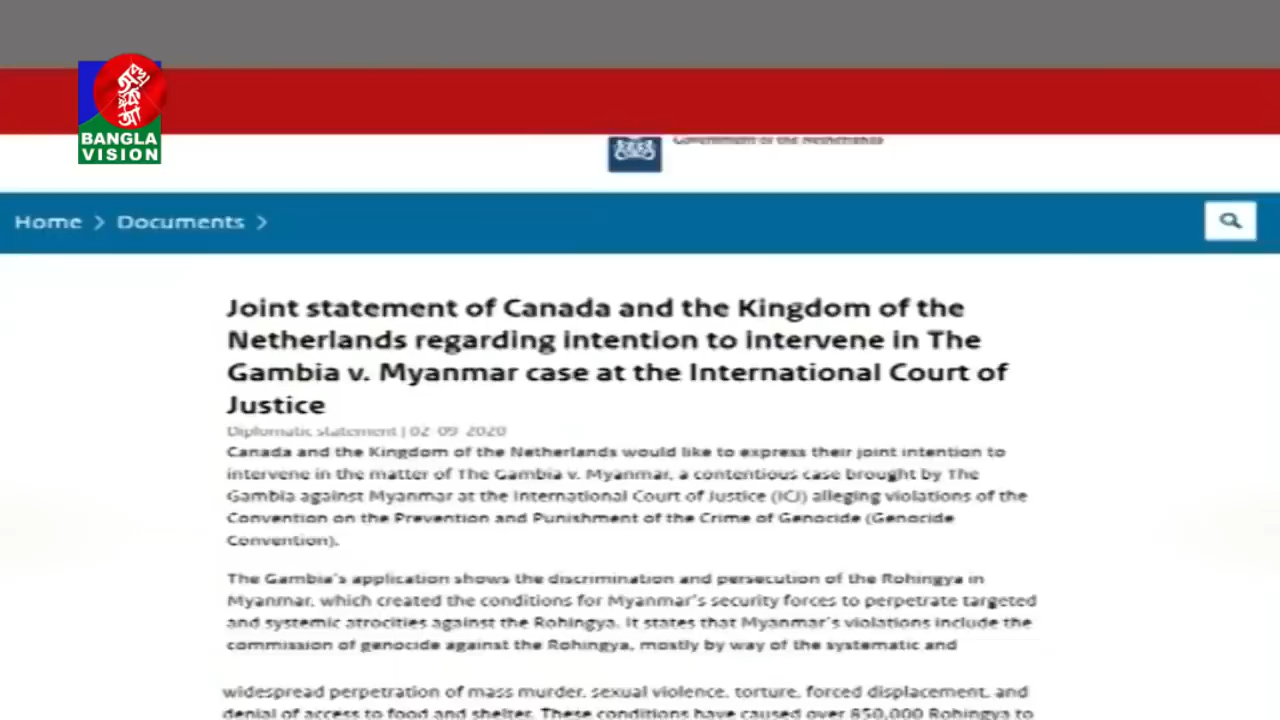 BANGLA
VISION
Government of the Netherlands
Home > Documents >
Joint statement of Canada and the Kingdom of the
Netherlands regarding intention to intervene in The
Gambia v. Myanmar case at the International Court of
Justice
Diplomatic statement | 02-09-2020
Canada and the Kingdom of the Netherlands would like to express their joint intention to
intervene in the matter of The Gambia v. Myanmar, a contentious case brought by The
Gambia against Myanmar at the International Court of Justice (ICJ) alleging violations of the
Convention on the Prevention and Punishment of the Crime of Genocide (Genocide
Convention).
The Gambia's application shows the discrimination and persecution of the Rohingya in
Myanmar, which created the conditions for Myanmar's security forces to perpetrate targeted
and systemic atrocities against the Rohingya. It states that Myanmar's violations include the
commission of genocide against the Rohingya, mostly by way of the systematic and
widespread perpetration of mass murder, sexual violence, torture, forced displacement, and
denial of access to food and shelter. These conditions have caused over 850,000 Rohingya to